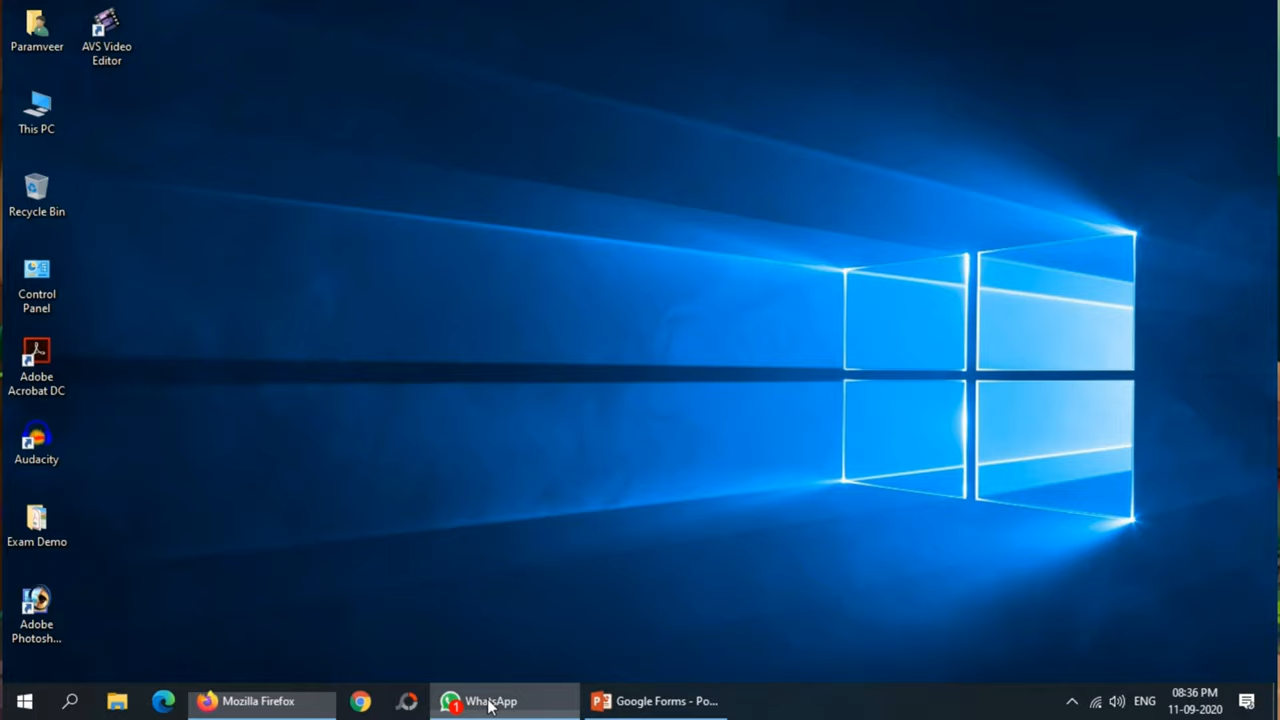 Paramveer
AVS Video
Editor
This PC
Recycle Bin
Control
Panel
Adobe
Acrobat DC
Audacity
Exam Demo
Adobe
Photosh...
Mozilla Firefox
1
WhatsApp
Google Forms - Po...
ENG
08:36 PM
11-09-2020